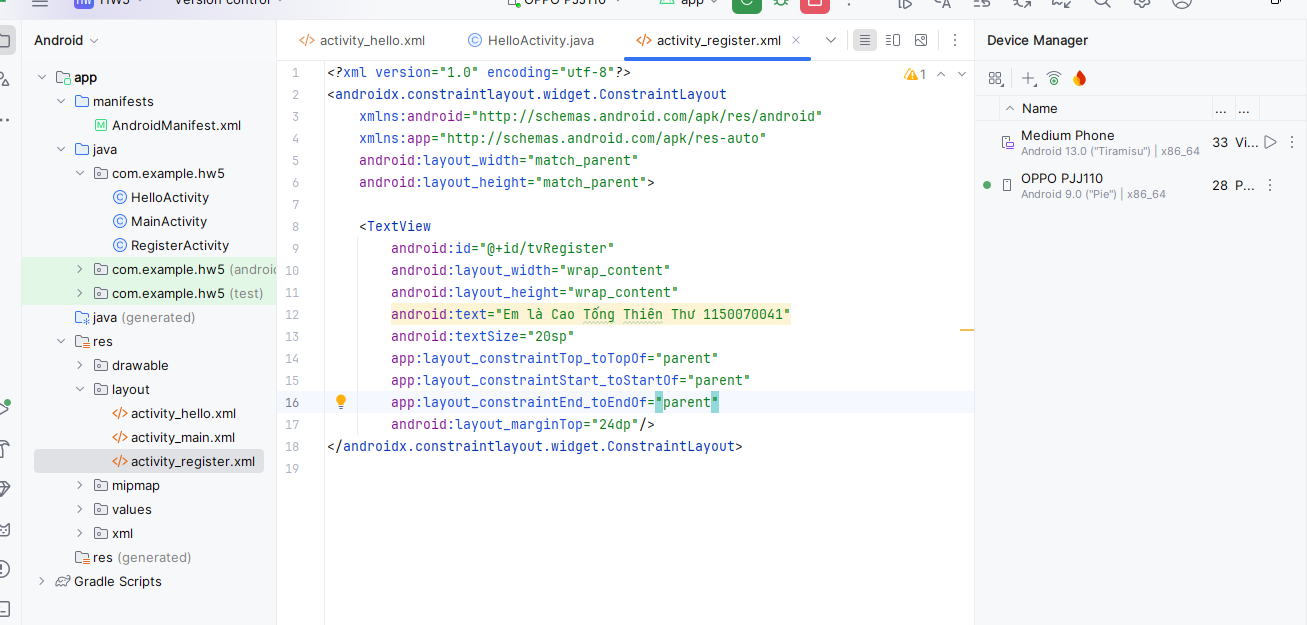 HW5
Version control
OPPO PJJ110
app
Android
activity_hello.xml
HelloActivity.java
activity_register.xml
Device Manager
app
manifests
AndroidManifest.xml
java
com.example.hw5
HelloActivity
MainActivity
RegisterActivity
com.example.hw5 (androi
com.example.hw5 (test)
java (generated)
res
drawable
layout
activity_hello.xml
activity_main.xml
activity_register.xml
mipmap
values
xml
res (generated)
Gradle Scripts
1 <?xml version="1.0" encoding="utf-8"?>
2 <androidx.constraintlayout.widget.ConstraintLayout
3 xmlns:android="http://schemas.android.com/apk/res/android"
4 xmlns:app="http://schemas.android.com/apk/res-auto"
5 android:layout_width="match_parent"
6 android:layout_height="match_parent">
7
8 <TextView
9 android:id="@+id/tvRegister"
10 android:layout_width="wrap_content"
11 android:layout_height="wrap_content"
12 android:text="Em là Cao Tống Thiên Thư 1150070041"
13 android:textSize="20sp"
14 app:layout_constraintTop_toTopOf="parent"
15 app:layout_constraintStart_toStartOf="parent"
16 app:layout_constraintEnd_toEndOf="parent"
17 android:layout_marginTop="24dp"/>
18 </androidx.constraintlayout.widget.ConstraintLayout>
19
1
Name ... ...
Medium Phone
Android 13.0 ("Tiramisu") | x86_64
33 Vi...
OPPO PJJ110
Android 9.0 ("Pie") | x86_64
28 P...